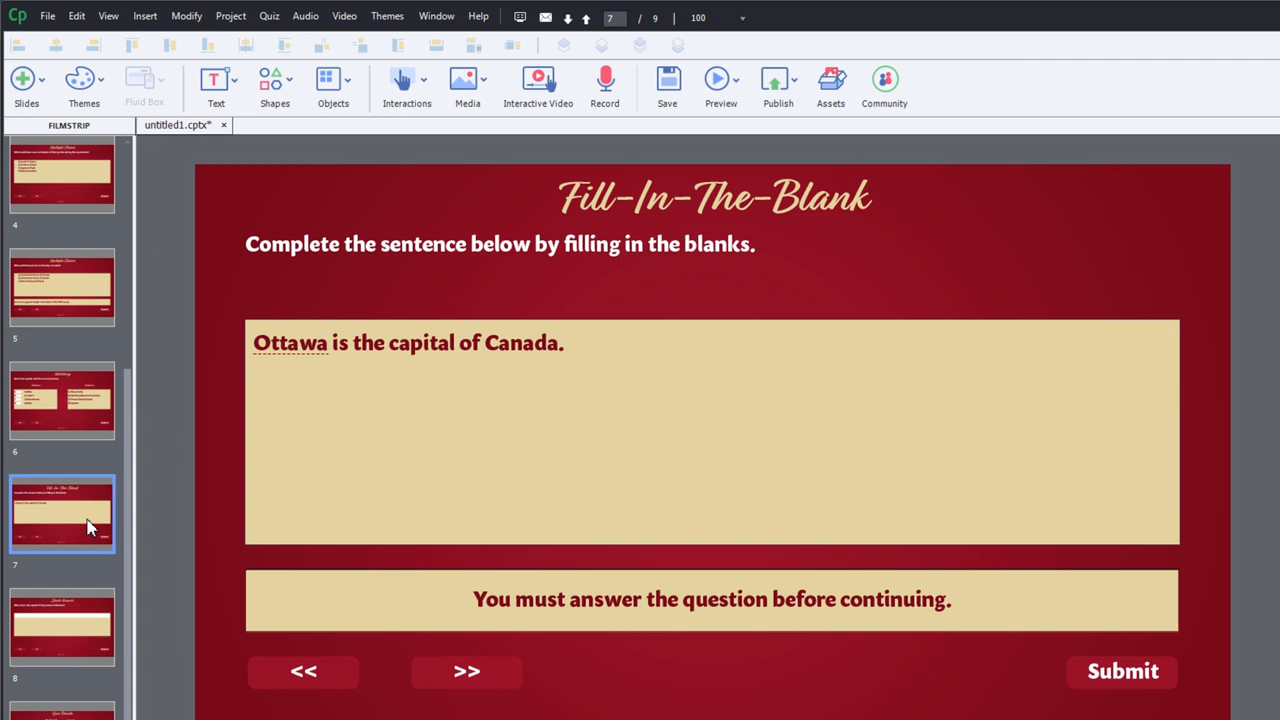 Cp File Edit View Insert Modify Project Quiz Audio Video Themes Window Help 7 / 9 100
Slides Themes Fluid Box Text Shapes Objects Interactions Media Interactive Video Record Save Preview Publish Assets Community
FILMSTRIP untitled1.cptx* ×
4
5
6
7
8
Fill-In-The-Blank
Complete the sentence below by filling in the blanks.
Ottawa is the capital of Canada.
You must answer the question before continuing.
<< >> Submit